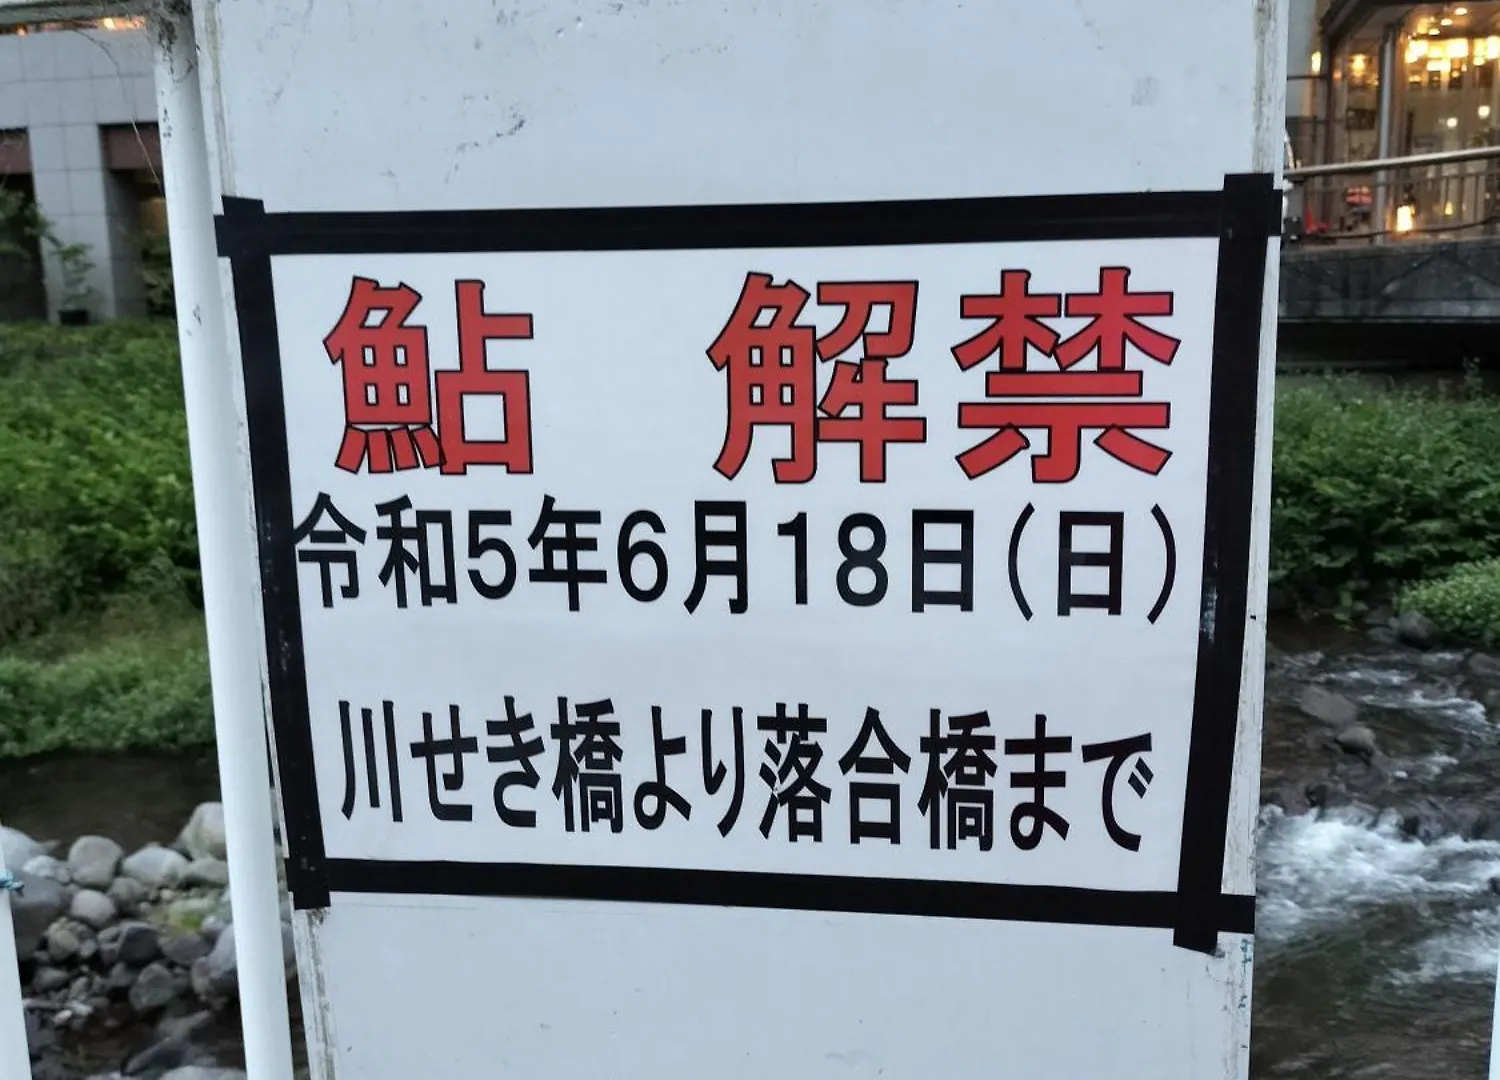 鮎　解禁
令和5年6月18日(日)
川せき橋より落合橋まで